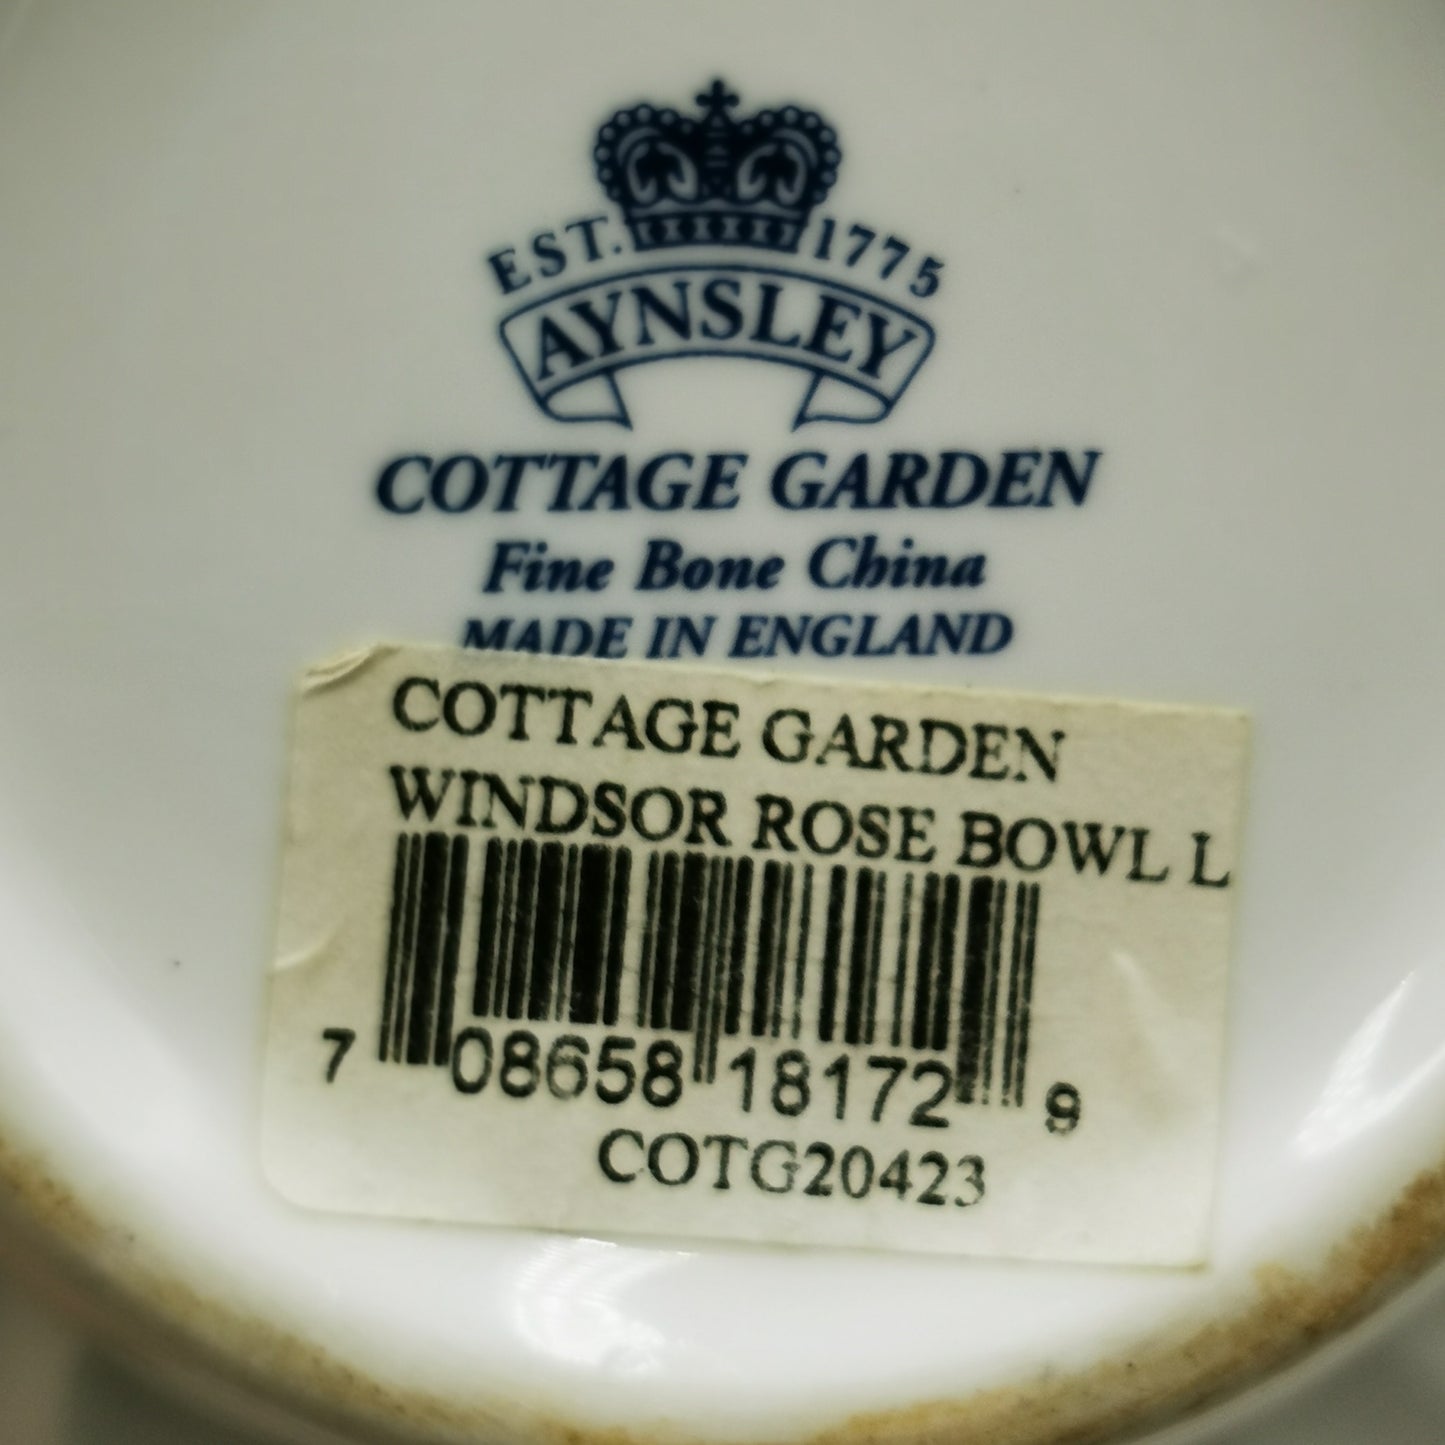 EST. 1775
AYNSLEY
COTTAGE GARDEN
Fine Bone China
MADE IN ENGLAND
COTTAGE GARDEN
WINDSOR ROSE BOWL L
7 08658 18172 9
COTG20423